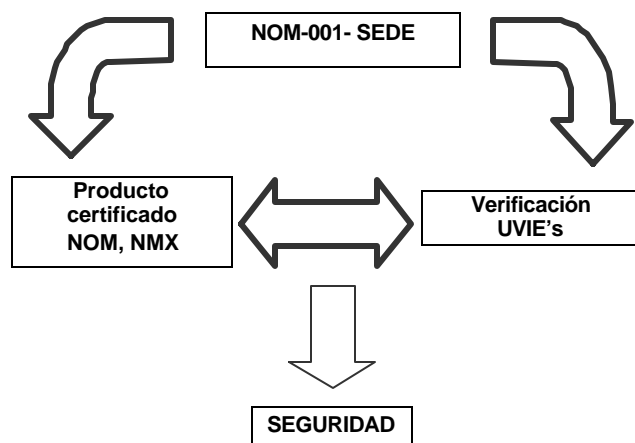 NOM-001- SEDE
Producto
certificado
NOM, NMX
Verificación
UVIE's
SEGURIDAD